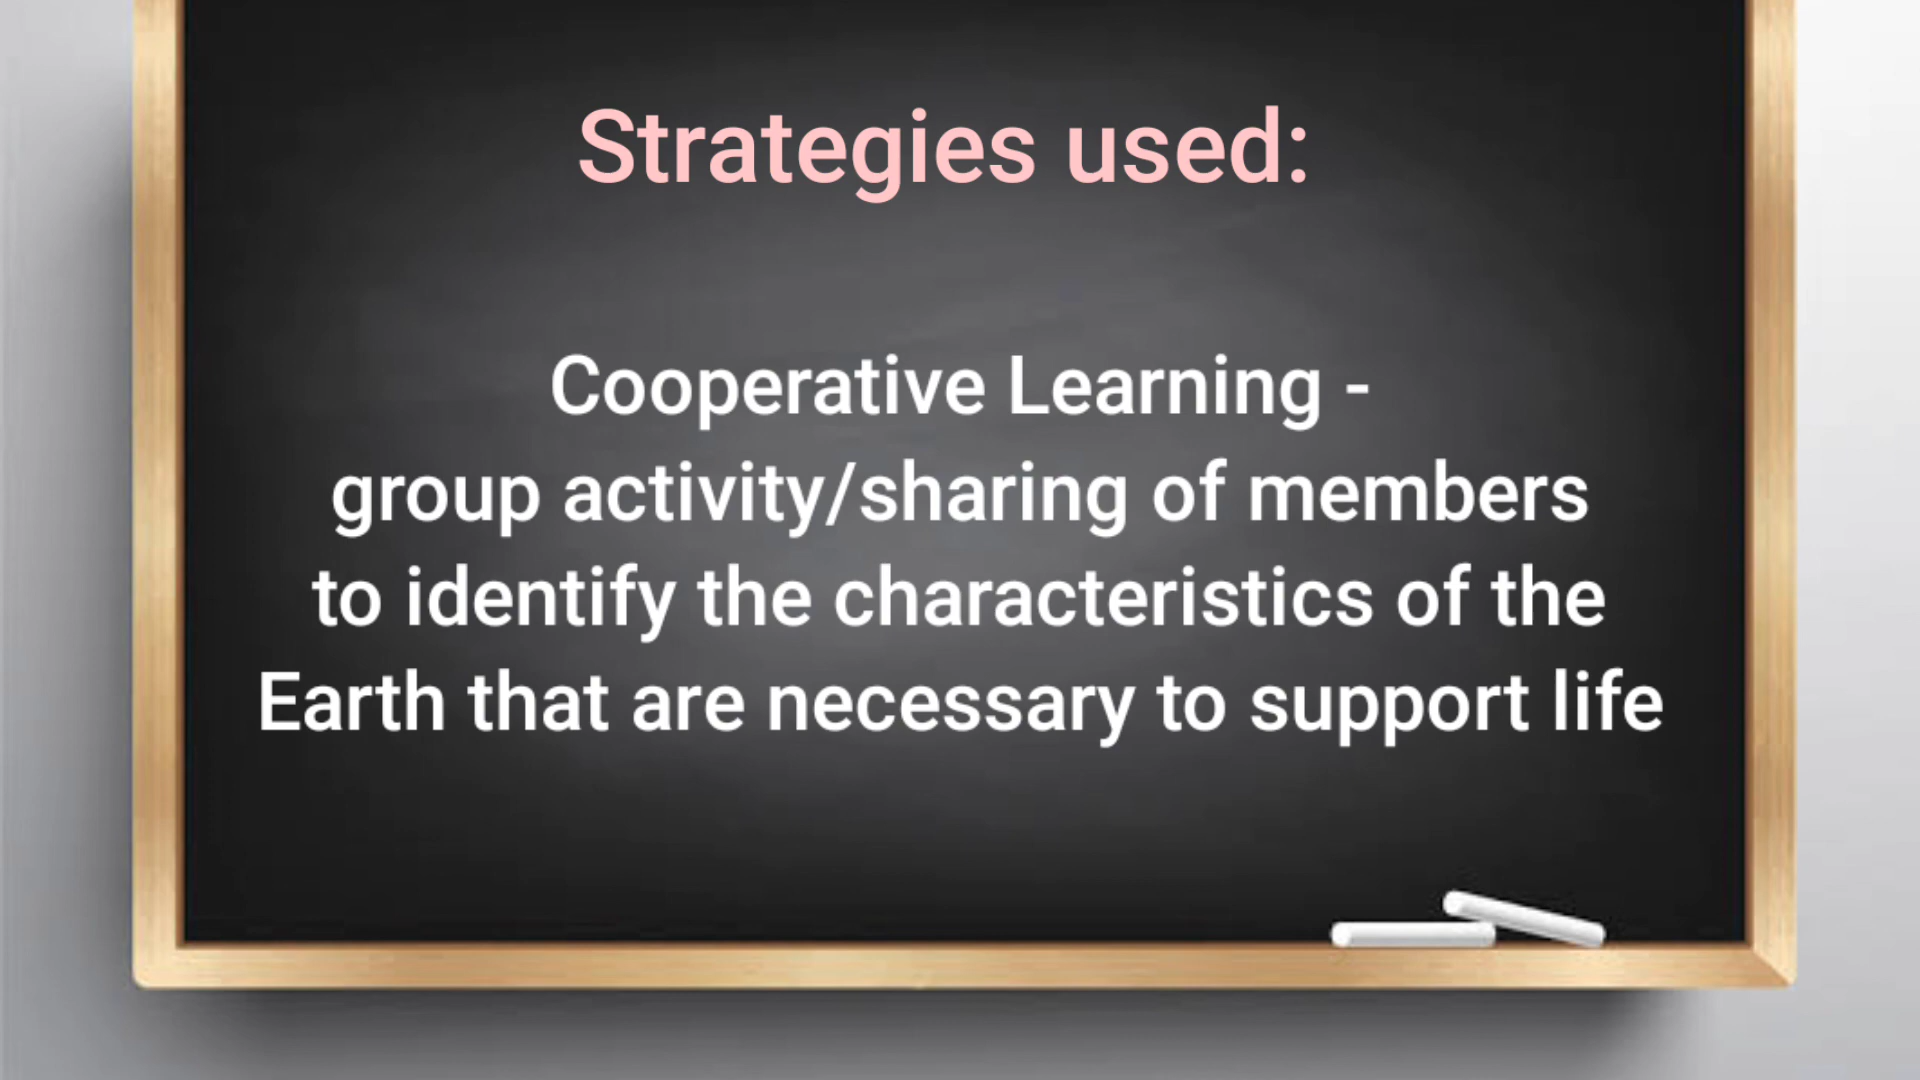 Strategies used:
Cooperative Learning -
group activity/sharing of members
to identify the characteristics of the
Earth that are necessary to support life